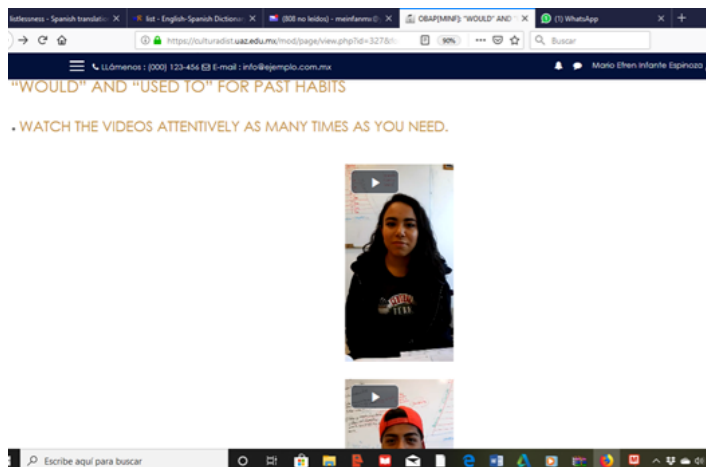 listlessness - Spanish translatio
list - English-Spanish Dictionar
(808 no leídos) - meinfanm
OBAP(MINF): "WOULD" AND
(1) WhatsApp
https://culturadist.uaz.edu.mx/mod/page/view.php?id=327
90%
Buscar
LLámenos : (000) 123-456 E-mail : info@ejemplo.com.mx
Mario Efren Infante Espinoza
"WOULD" AND "USED TO" FOR PAST HABITS
• WATCH THE VIDEOS ATTENTIVELY AS MANY TIMES AS YOU NEED.
Escribe aquí para buscar